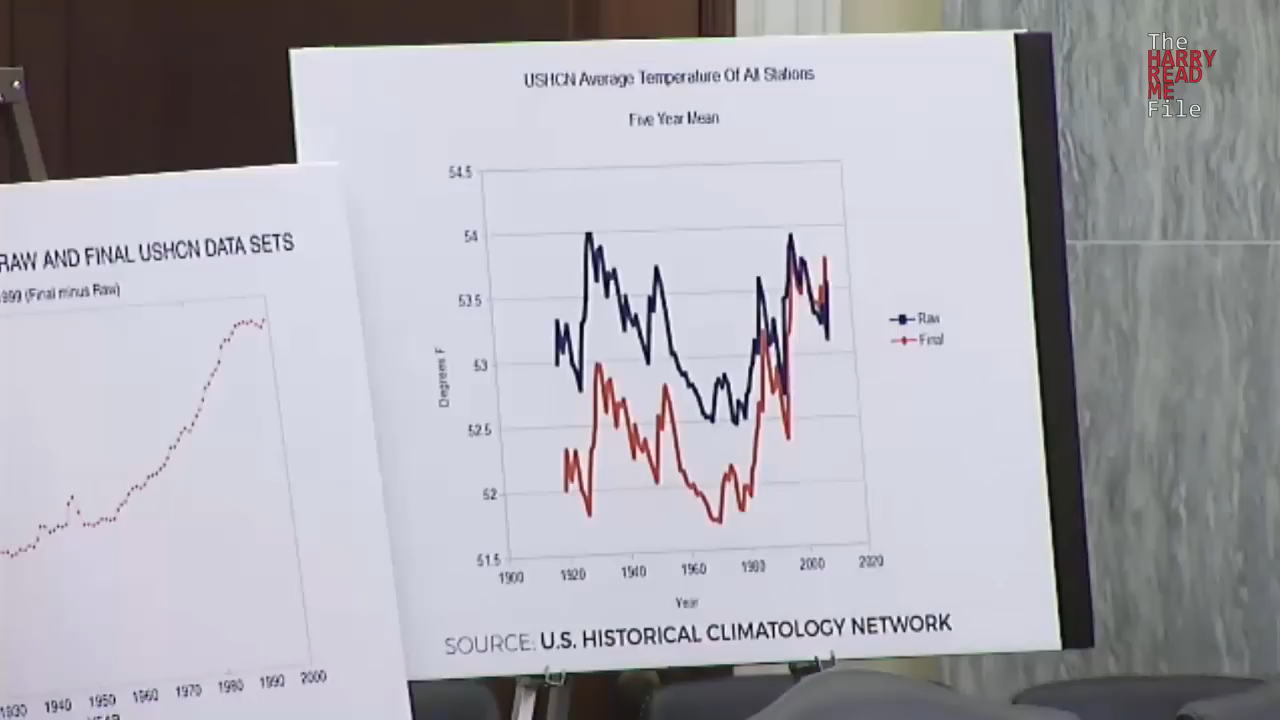 The
HARRY
READ
ME
File
USHCN Average Temperature Of All Stations
Five Year Mean
54.5
54
53.5
53
52.5
52
51.5
Degrees F
1900 1920 1940 1960 1980 2000 2020
Year
Raw
Final
SOURCE: U.S. HISTORICAL CLIMATOLOGY NETWORK
RAW AND FINAL USHCN DATA SETS
(Final minus Raw)
1930 1940 1950 1960 1970 1980 1990 2000
YEAR